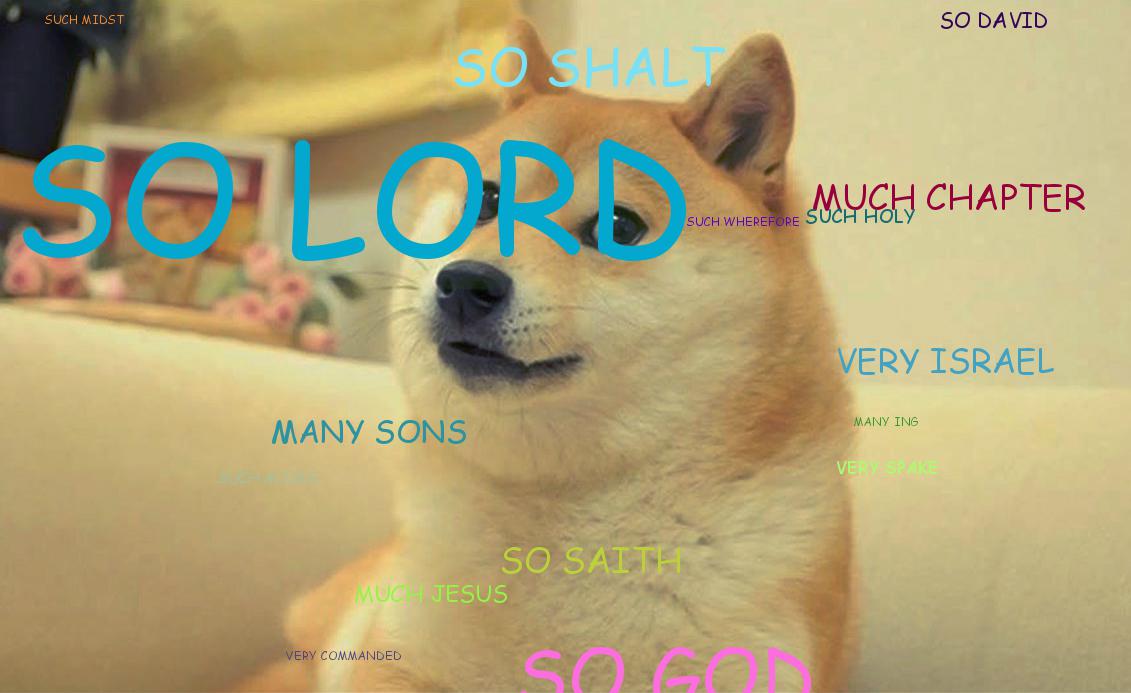 SUCH MIDST
SO DAVID
SO SHALT
SO LORD
MUCH CHAPTER
SUCH WHEREFORE
SUCH HOLY
VERY ISRAEL
MANY ING
MANY SONS
VERY SPAKE
SO SAITH
MUCH JESUS
VERY COMMANDED
SO GOD